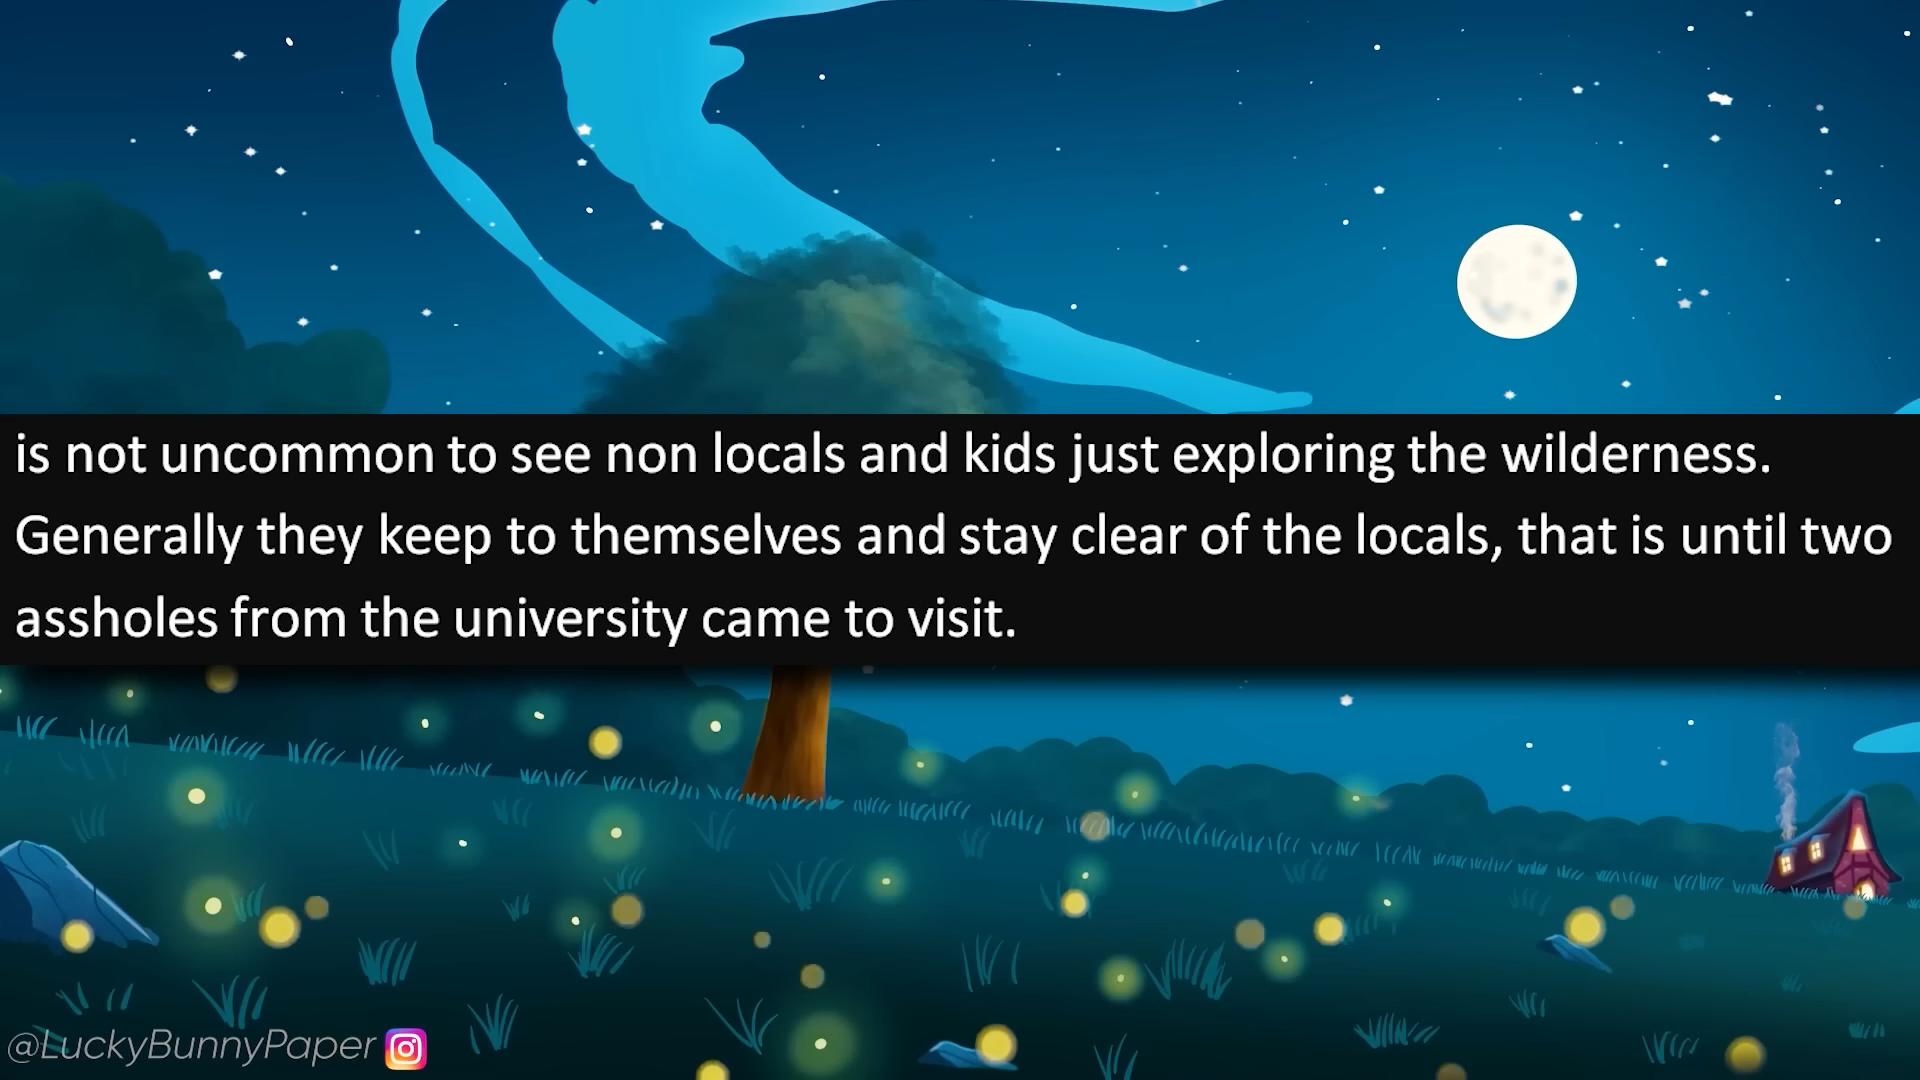 is not uncommon to see non locals and kids just exploring the wilderness.
Generally they keep to themselves and stay clear of the locals, that is until two
assholes from the university came to visit.
@LuckyBunnyPaper